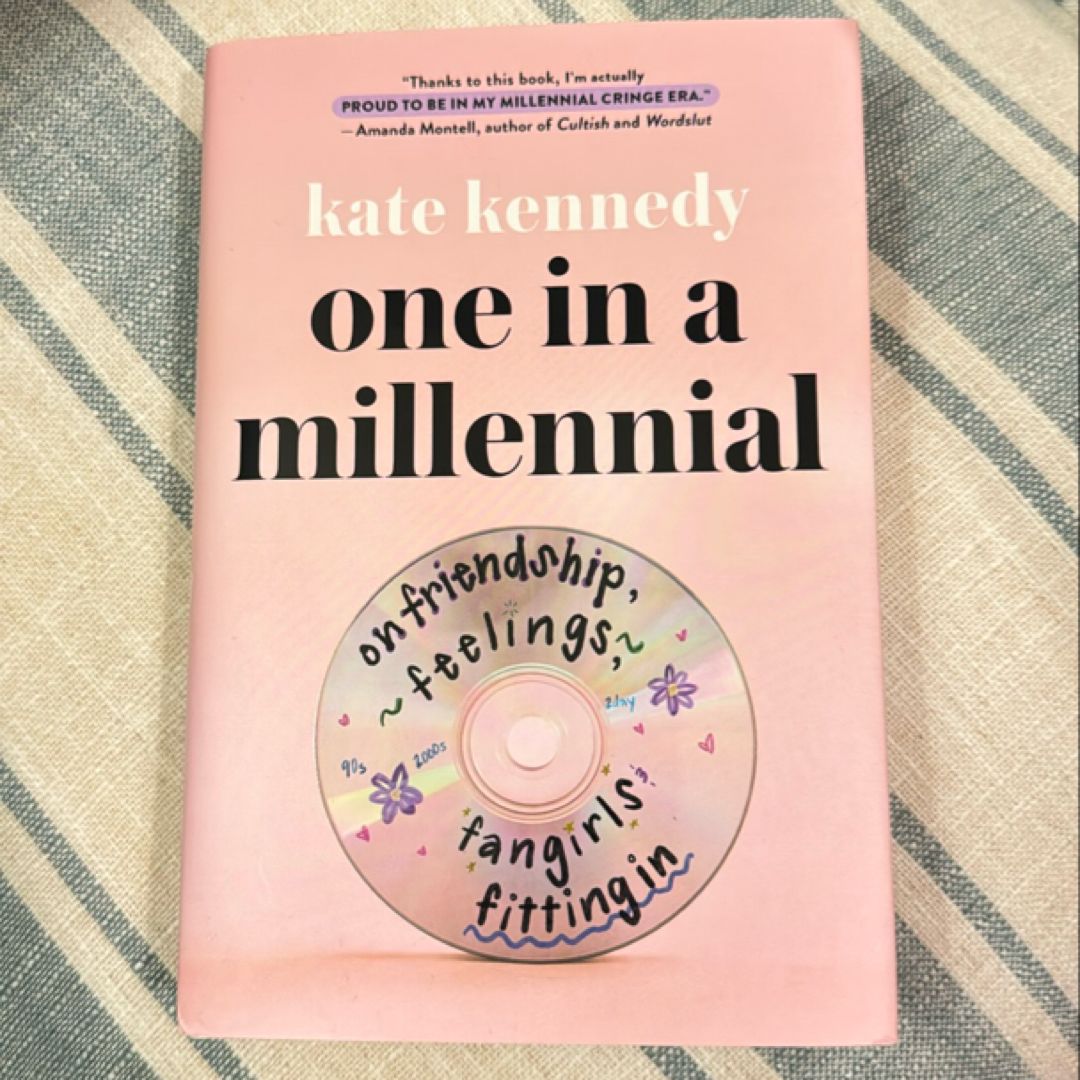 "Thanks to this book, I'm actually
PROUD TO BE IN MY MILLENNIAL CRINGE ERA."
—Amanda Montell, author of Cultish and Wordslut
kate kennedy
one in a
millennial
on friendship,
~feelings,~
2day
90s
2000s
fangirls
fitting in